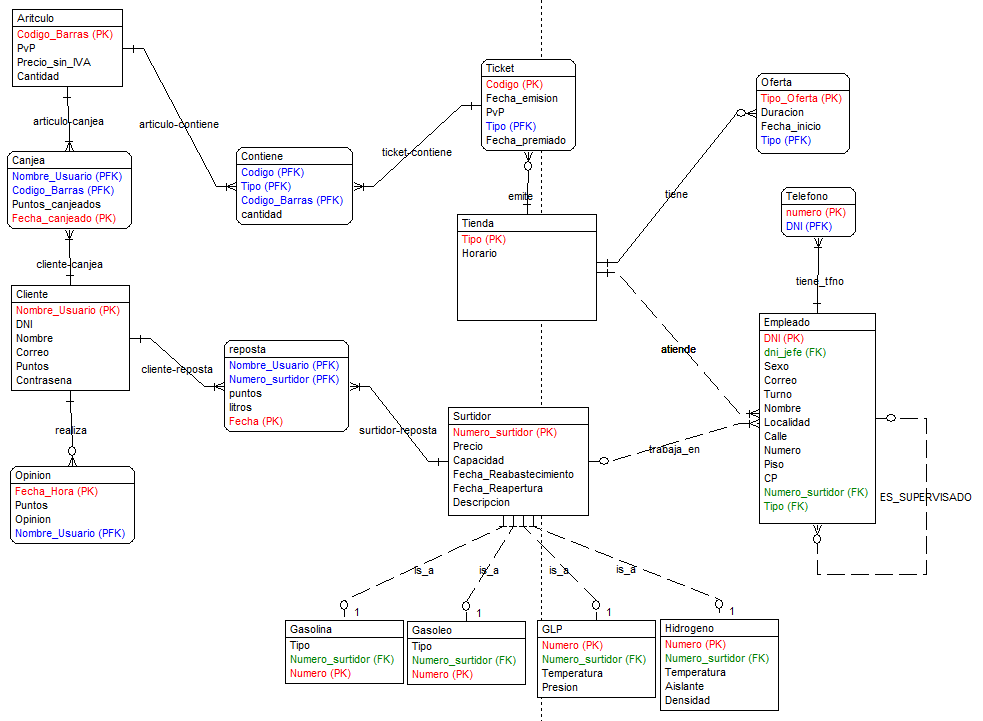 Aritculo
Codigo_Barras (PK)
PvP
Precio_sin_IVA
Cantidad
articulo-canjea
articulo-contiene
Canjea
Nombre_Usuario (PFK)
Codigo_Barras (PFK)
Puntos_canjeados
Fecha_canjeado (PK)
cliente-canjea
Contiene
Codigo (PFK)
Tipo (PFK)
Codigo_Barras (PFK)
cantidad
ticket-contiene
Ticket
Codigo (PK)
Fecha_emision
PvP
Tipo (PFK)
Fecha_premiado
emite
Tienda
Tipo (PK)
Horario
tiene
Oferta
Tipo_Oferta (PK)
Duracion
Fecha_inicio
Tipo (PFK)
Telefono
numero (PK)
DNI (PFK)
tiene_tfno
Cliente
Nombre_Usuario (PK)
DNI
Nombre
Correo
Puntos
Contrasena
cliente-reposta
realiza
Opinion
Fecha_Hora (PK)
Puntos
Opinion
Nombre_Usuario (PFK)
reposta
Nombre_Usuario (PFK)
Numero_surtidor (PFK)
puntos
litros
Fecha (PK)
surtidor-reposta
Surtidor
Numero_surtidor (PK)
Precio
Capacidad
Fecha_Reabastecimiento
Fecha_Reapertura
Descripcion
atiende
trabaja_en
Empleado
DNI (PK)
dni_jefe (FK)
Sexo
Correo
Turno
Nombre
Localidad
Calle
Numero
Piso
CP
Numero_surtidor (FK)
Tipo (FK)
ES_SUPERVISADO
is_a
is_a
is_a
is_a
1
1
1
1
Gasolina
Tipo
Numero_surtidor (FK)
Numero (PK)
Gasoleo
Tipo
Numero_surtidor (FK)
Numero (PK)
GLP
Numero (PK)
Numero_surtidor (FK)
Temperatura
Presion
Hidrogeno
Numero (PK)
Numero_surtidor (FK)
Temperatura
Aislante
Densidad